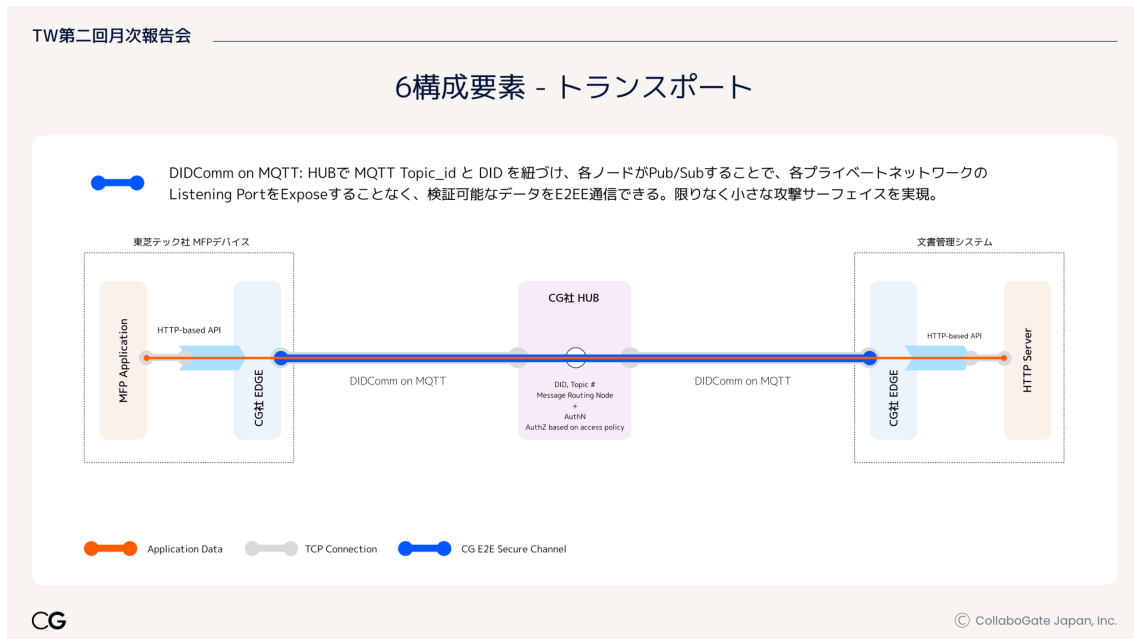 TW第二回月次報告会
6構成要素 - トランスポート
DIDComm on MQTT: HUBで MQTT Topic_id と DID を紐づけ、各ノードがPub/Subすることで、各プライベートネットワークの
Listening PortをExposeすることなく、検証可能なデータをE2EE通信できる。限りなく小さな攻撃サーフェイスを実現。
東芝テック社 MFPデバイス
文書管理システム
MFP Application
HTTP-based API
CG社 EDGE
DIDComm on MQTT
CG社 HUB
DID, Topic #
Message Routing Node
+
AuthN
AuthZ based on access policy
DIDComm on MQTT
CG社 EDGE
HTTP-based API
HTTP Server
Application Data
TCP Connection
CG E2E Secure Channel
CG
Ⓒ CollaboGate Japan, Inc.